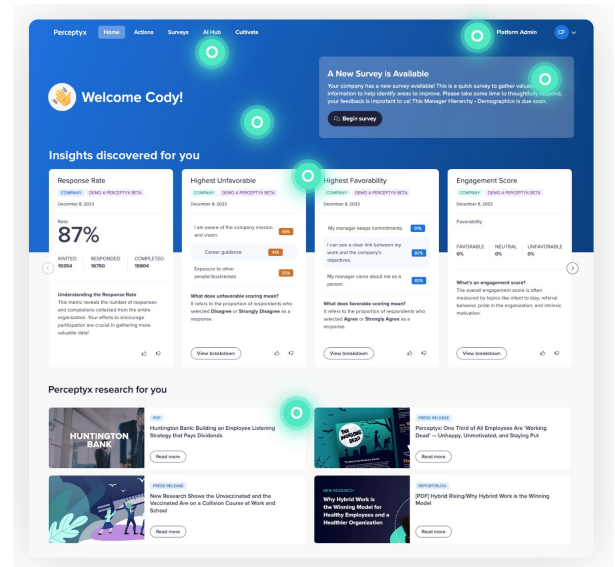 Perceptyx Home Actions Surveys AI Hub Cultivate Platform Admin CF
Welcome Cody!
A New Survey is Available
Your company has a new survey available! This is a quick survey to gather
information to help identify areas to improve. Please take some time to thoughtfully
your feedback is important to us! This Manager Hierarchy - Demographics is due soon.
Begin survey
Insights discovered for you
Response Rate
COMPANY DEMO A PERCEPTYX BETA
December 8, 2023
Rate
87%
INVITED RESPONDED COMPLETED
19354 16750 15804
Understanding the Response Rate
This metric reveals the number of responses
and completions collected from the entire
organization. Your efforts to encourage
participation are crucial in gathering more
valuable data!
Highest Unfavorable
COMPANY DEMO A PERCEPTYX BETA
December 8, 2023
I am aware of the company mission
and vision.
Career guidance
Exposure to other
people/businesses
What does unfavorable scoring mean?
It refers to the proportion of respondents who
selected Disagree or Strongly Disagree as a
response.
View breakdown
Highest Favorability
COMPANY DEMO A PERCEPTYX BETA
December 8, 2023
My manager keeps commitments.
I can see a clear link between my
work and the company's
objectives.
82%
My manager cares about me as a
person.
82%
What does favorable scoring mean?
It refers to the proportion of respondents who
selected Agree or Strongly Agree as a
response.
View breakdown
Engagement Score
COMPANY DEMO A PERCEPTYX BETA
December 8, 2023
Favorability
FAVORABLE NEUTRAL UNFAVORABLE
0% 0% 0%
What's an engagement score?
The overall engagement score is often
measured by topics like intent to stay, referral
behavior, pride in the organization, and intrinsic
motivation.
View breakdown
Perceptyx research for you
HUNTINGTON
BANK
PDF
Huntington Bank: Building an Employee Listening
Strategy that Pays Dividends
Read more
THE
WORKING
DEAD
PRESS RELEASE
Perceptyx: One Third of All Employees Are 'Working
Dead' — Unhappy, Unmotivated, and Staying Put
Read more
PRESS RELEASE
New Research Shows the Unvaccinated and the
Vaccinated Are on a Collision Course at Work and
School
Read more
NEW RESEARCH
Why Hybrid Work is
the Winning Model for
Healthy Employees and a
Healthier Organization
REPORT/BLOG
[PDF] Hybrid Rising/Why Hybrid Work is the Winning
Model
Read more